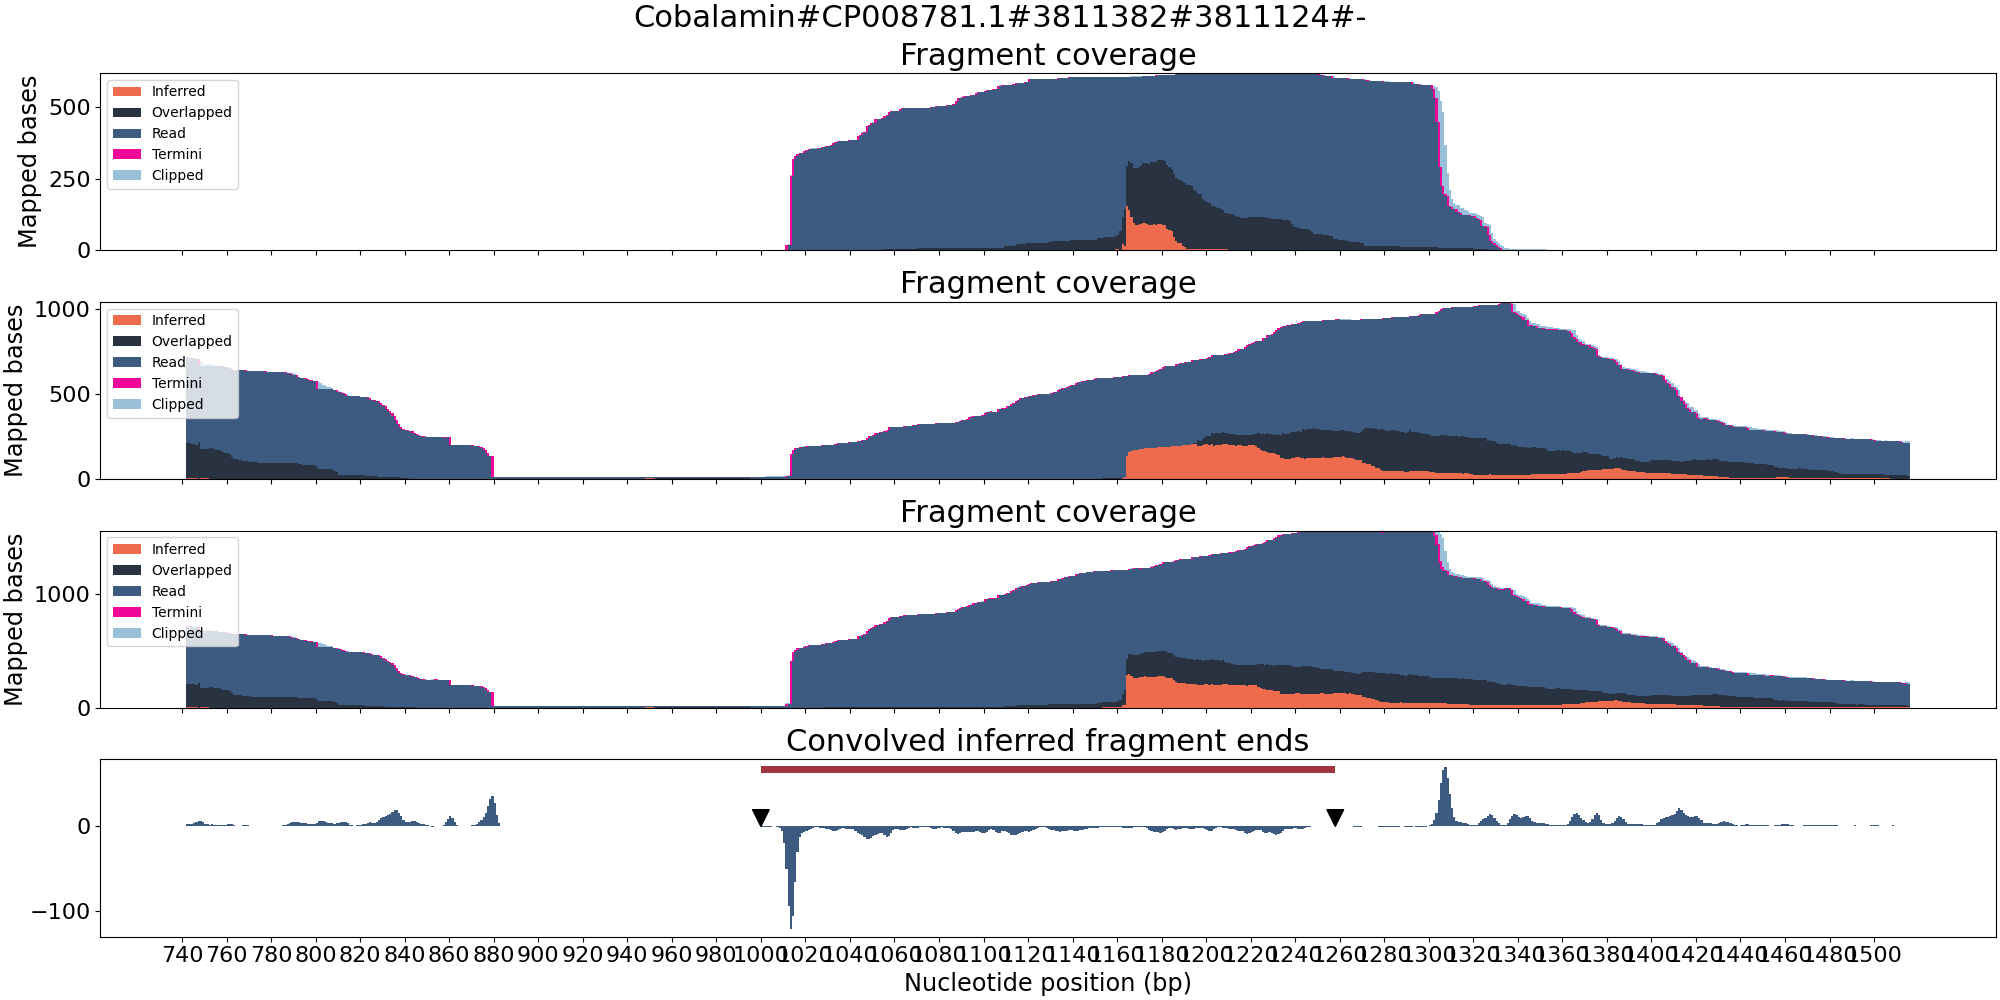 Cobalamin#CP008781.1#3811382#3811124#-
Fragment coverage
Mapped bases
500
250
0
Inferred
Overlapped
Read
Termini
Clipped
Fragment coverage
Mapped bases
1000
500
0
Inferred
Overlapped
Read
Termini
Clipped
Fragment coverage
Mapped bases
1000
0
Inferred
Overlapped
Read
Termini
Clipped
Convolved inferred fragment ends
0
−100
740 760 780 800 820 840 860 880 900 920 940 960 980 1000 1020 1040 1060 1080 1100 1120 1140 1160 1180 1200 1220 1240 1260 1280 1300 1320 1340 1360 1380 1400 1420 1440 1460 1480 1500
Nucleotide position (bp)